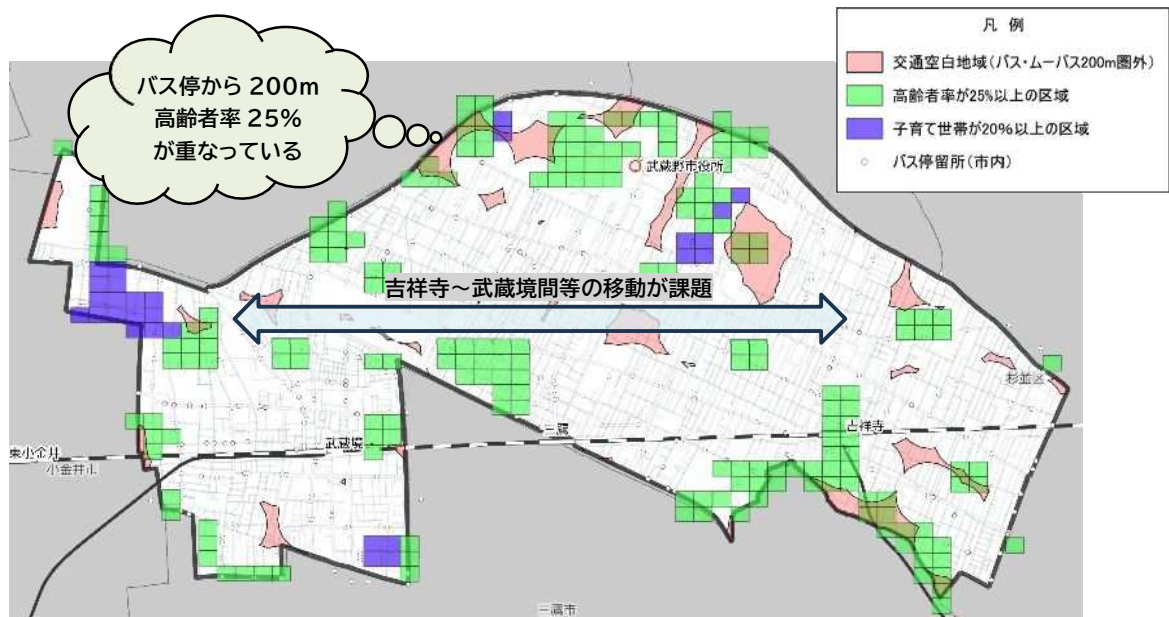 バス停から 200m
高齢者率 25%
が重なっている
凡 例
交通空白地域(バス・ムーバス200m圏外)
高齢者率が25%以上の区域
子育て世帯が20%以上の区域
バス停留所(市内)
武蔵野市役所
吉祥寺～武蔵境間等の移動が課題
杉並区
吉祥寺
三鷹
武蔵境
東小金井
小金井市
三鷹市